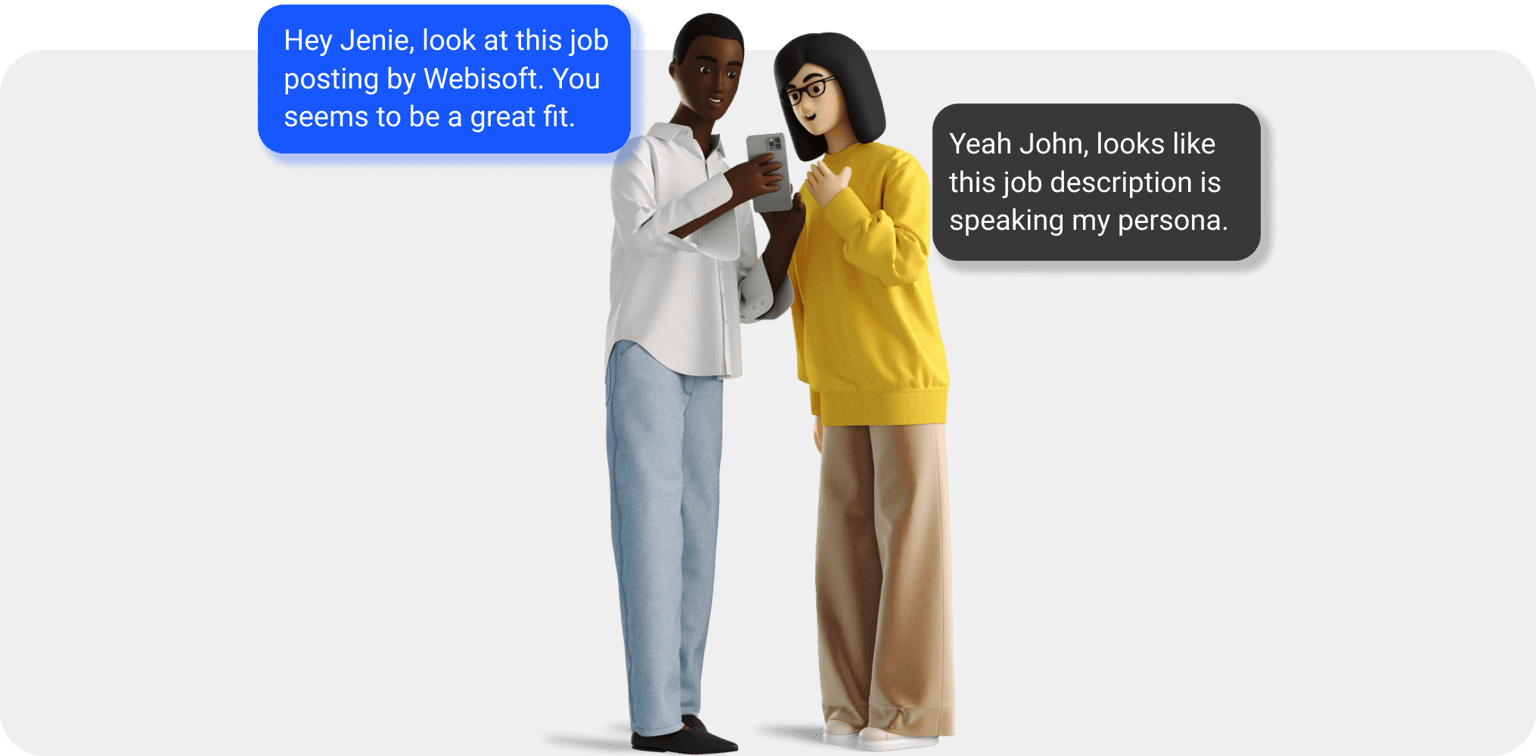 Hey Jenie, look at this job
posting by Webisoft. You
seems to be a great fit.
Yeah John, looks like
this job description is
speaking my persona.